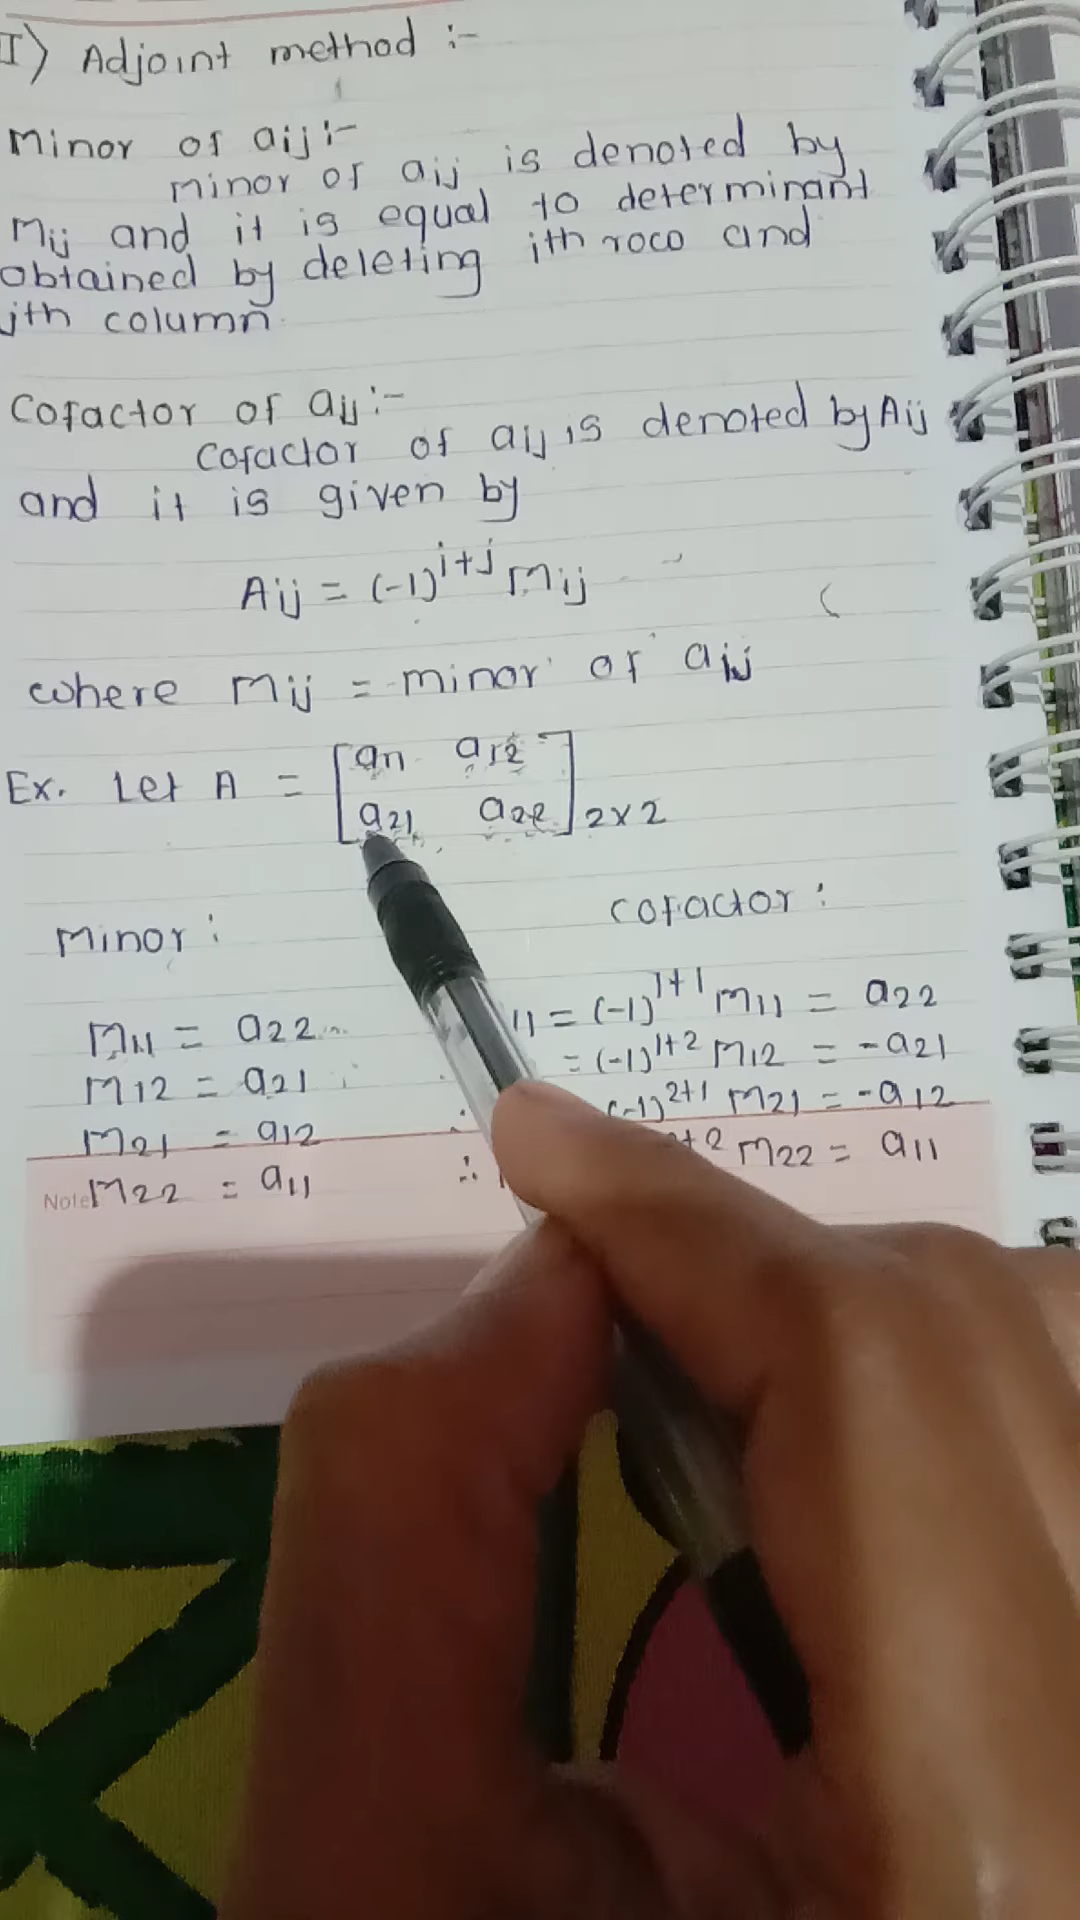 I) Adjoint method :-
Minor of aij :-
minor of aij is denoted by
Mij and it is equal to determinant
obtained by deleting ith row and
jth column
Cofactor of aij :-
Cofactor of aij is denoted by Aij
and it is given by
Aij = (-1)^i+j Mij
where Mij = minor of aij
Ex. Let A = [a11 a12
a21 a22] 2x2
Minor :
Cofactor :
M11 = a22
11 = (-1)^1+1 M11 = a22
M12 = a21
= (-1)^1+2 M12 = -a21
M21 = a12
∴ (-1)^2+1 M21 = -a12
Note M22 = a11
∴ +2 M22 = a11